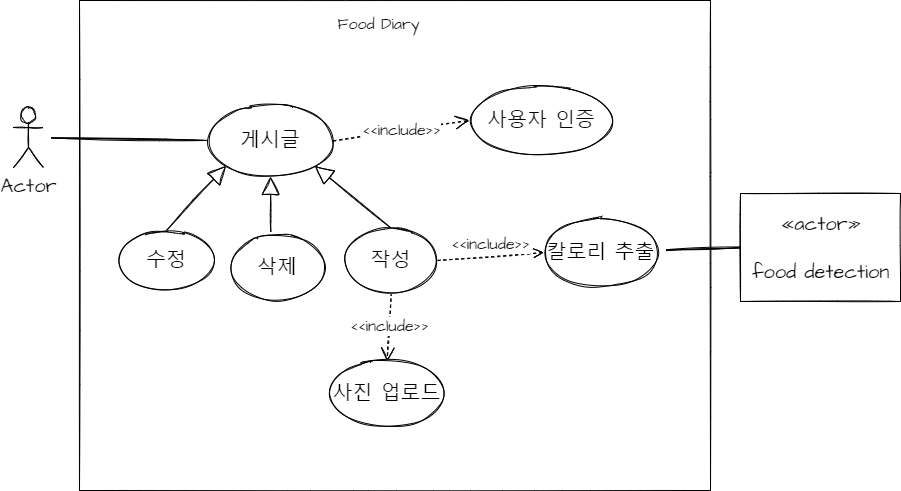 Food Diary
사용자 인증
<<include>>
게시글
Actor
«actor»
food detection
<<include>>
칼로리 추출
수정
삭제
작성
<<include>>
사진 업로드